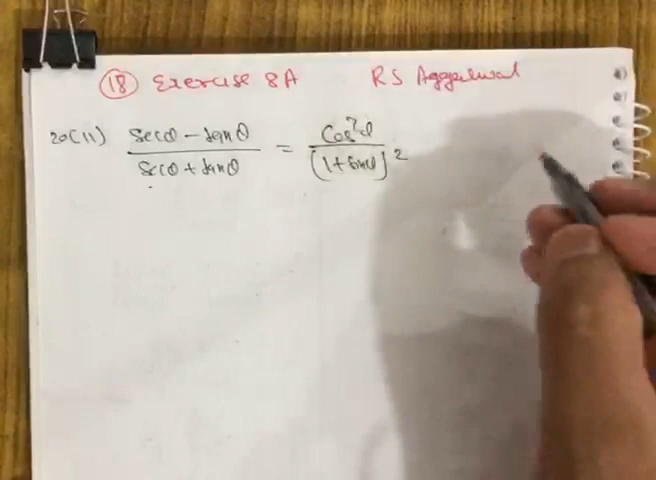 18 Exercise 8A RS Aggarwal
20(ii) secθ - tanθ / secθ + tanθ = cos²θ / (1 + sinθ)²